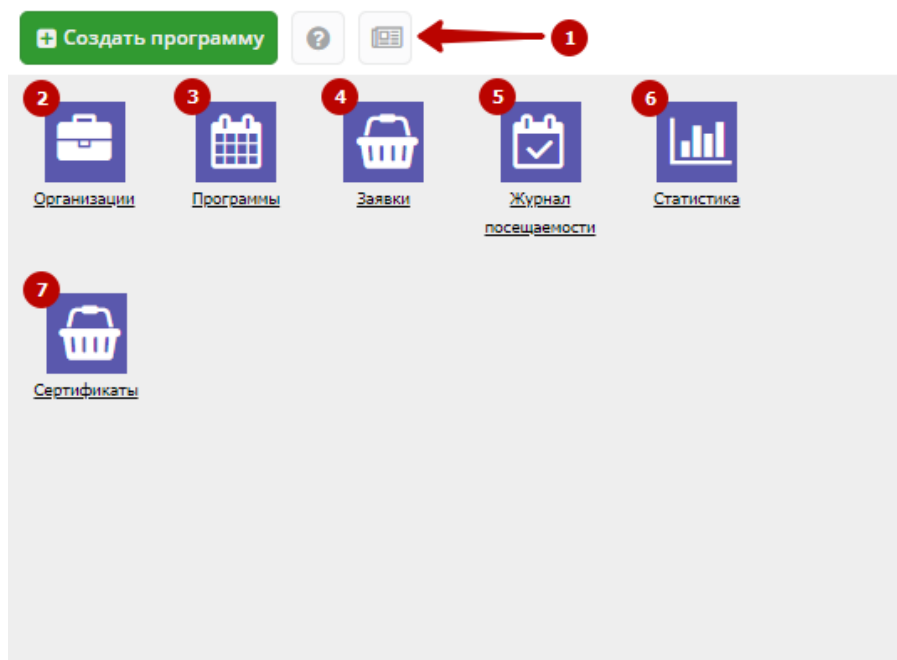 Создать программу
1
2
3
4
5
6
Организации
Программы
Заявки
Журнал
посещаемости
Статистика
7
Сертификаты